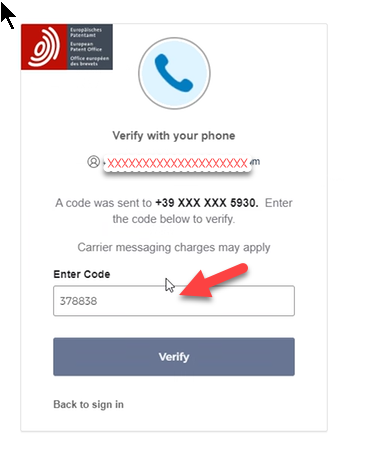 Europäisches
Patentamt
European
Patent Office
Office européen
des brevets
Verify with your phone
XXXXXXXXXXXXXXXXXXXXXX m
A code was sent to +39 XXX XXX 5930. Enter
the code below to verify.
Carrier messaging charges may apply
Enter Code
378838
Verify
Back to sign in